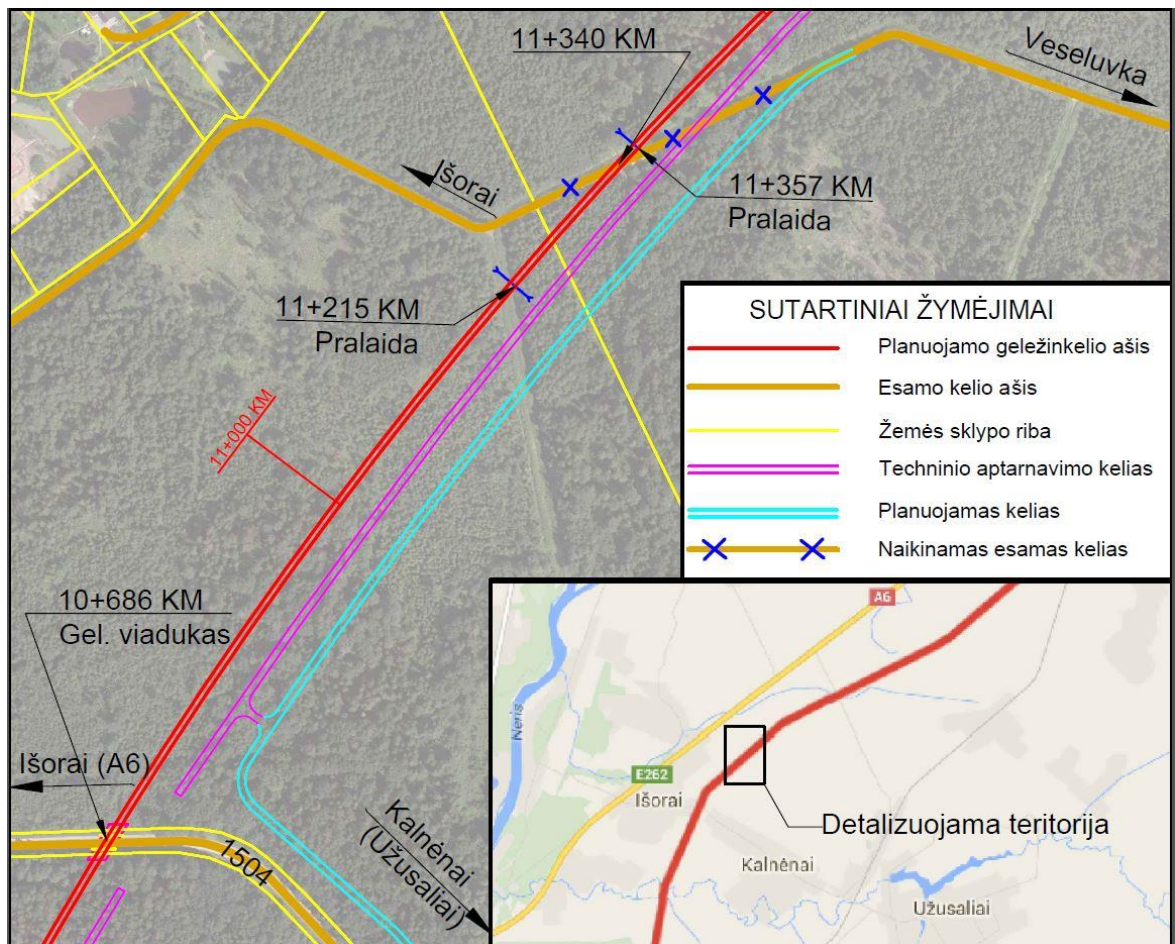 11+340 KM
Veseluvka
Išorai
11+357 KM
Pralaida
11+215 KM
Pralaida
11+000 KM
10+686 KM
Gel. viadukas
Išorai (A6)
1504
Kalnėnai
(Užusaliai)
SUTARTINIAI ŽYMĖJIMAI
Planuojamo geležinkelio ašis
Esamo kelio ašis
Žemės sklypo riba
Techninio aptarnavimo kelias
Planuojamas kelias
Naikinamas esamas kelias
A6
Neris
E262
Išorai
Detalizuojama teritorija
Kalnėnai
Užusaliai